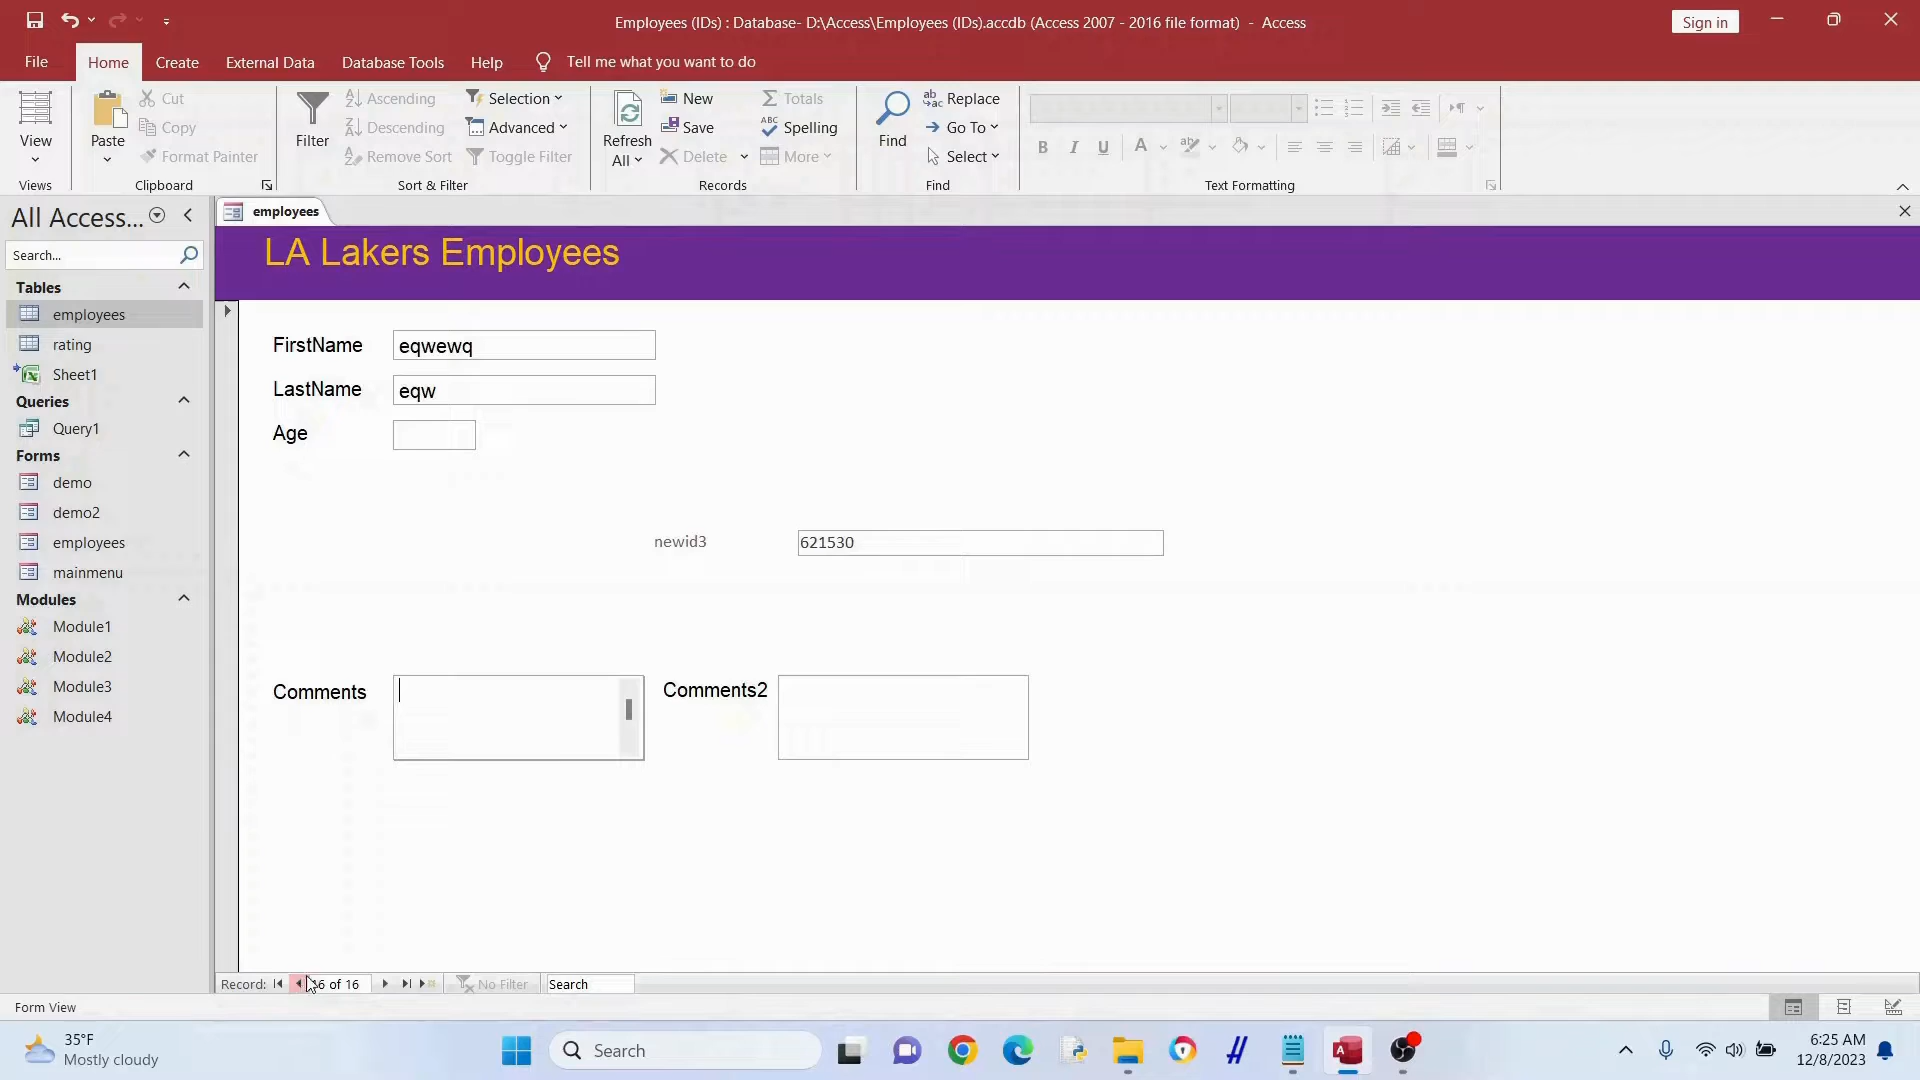 Employees (IDs) : Database- D:\Access\Employees (IDs).accdb (Access 2007 - 2016 file format)  -  Access
Sign in
File
Home
Create
External Data
Database Tools
Help
Tell me what you want to do
View
Views
Paste
Cut
Copy
Format Painter
Clipboard
Filter
Ascending
Descending
Remove Sort
Selection
Advanced
Toggle Filter
Sort & Filter
Refresh
All
New
Save
Delete
Totals
Spelling
More
Records
Find
Replace
Go To
Select
Find
B I U A
Text Formatting
All Access...
Search...
Tables
employees
rating
Sheet1
Queries
Query1
Forms
demo
demo2
employees
mainmenu
Modules
Module1
Module2
Module3
Module4
employees
LA Lakers Employees
FirstName
eqwewq
LastName
eqw
Age
newid3
621530
Comments
Comments2
Record:
16 of 16
No Filter
Search
Form View
35°F
Mostly cloudy
Search
6:25 AM
12/8/2023